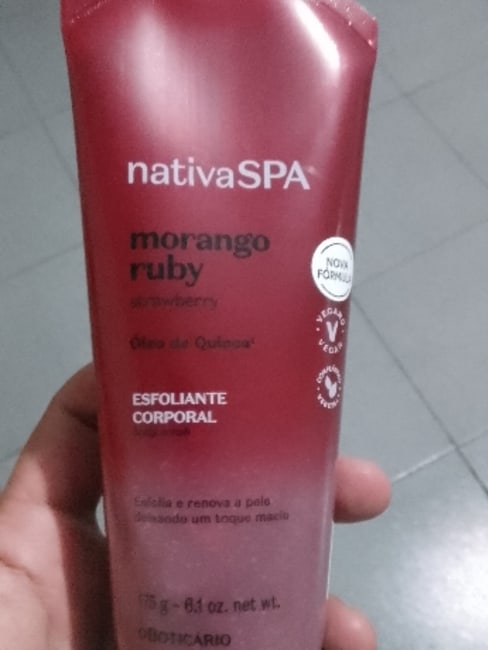 nativaSPA
morango
ruby
strawberry
Óleo de Quinoa¹
NOVA
FÓRMULA
VEGANO
VEGAN
ESFOLIANTE
CORPORAL
Esfolia e renova a pele
deixando um toque macio
175 g - 6.1 oz. net wt.
OBOTICÁRIO